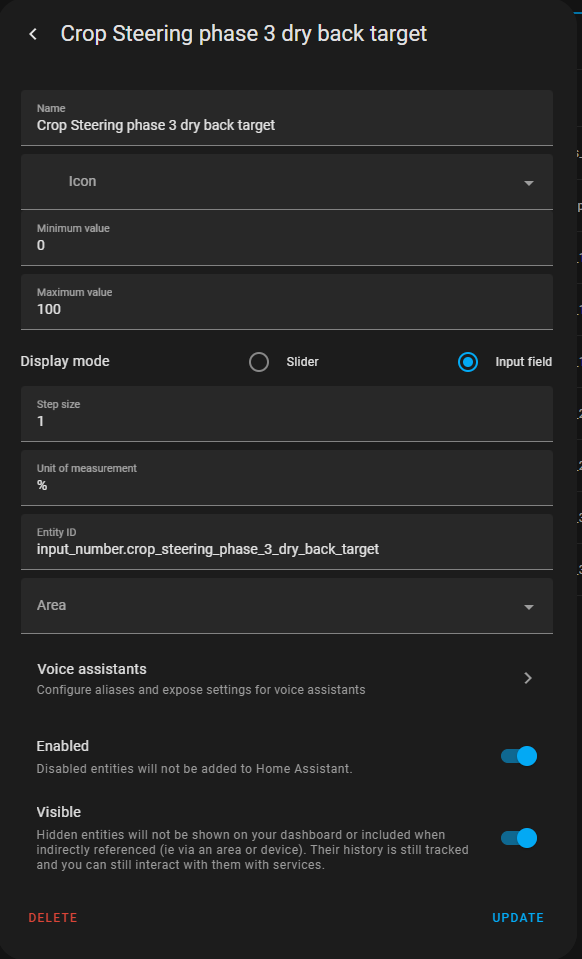 Crop Steering phase 3 dry back target
Name
Crop Steering phase 3 dry back target
Icon
Minimum value
0
Maximum value
100
Display mode
Slider
Input field
Step size
1
Unit of measurement
%
Entity ID
input_number.crop_steering_phase_3_dry_back_target
Area
Voice assistants
Configure aliases and expose settings for voice assistants
Enabled
Disabled entities will not be added to Home Assistant.
Visible
Hidden entities will not be shown on your dashboard or included when
indirectly referenced (ie via an area or device). Their history is still tracked
and you can still interact with them with services.
DELETE
UPDATE